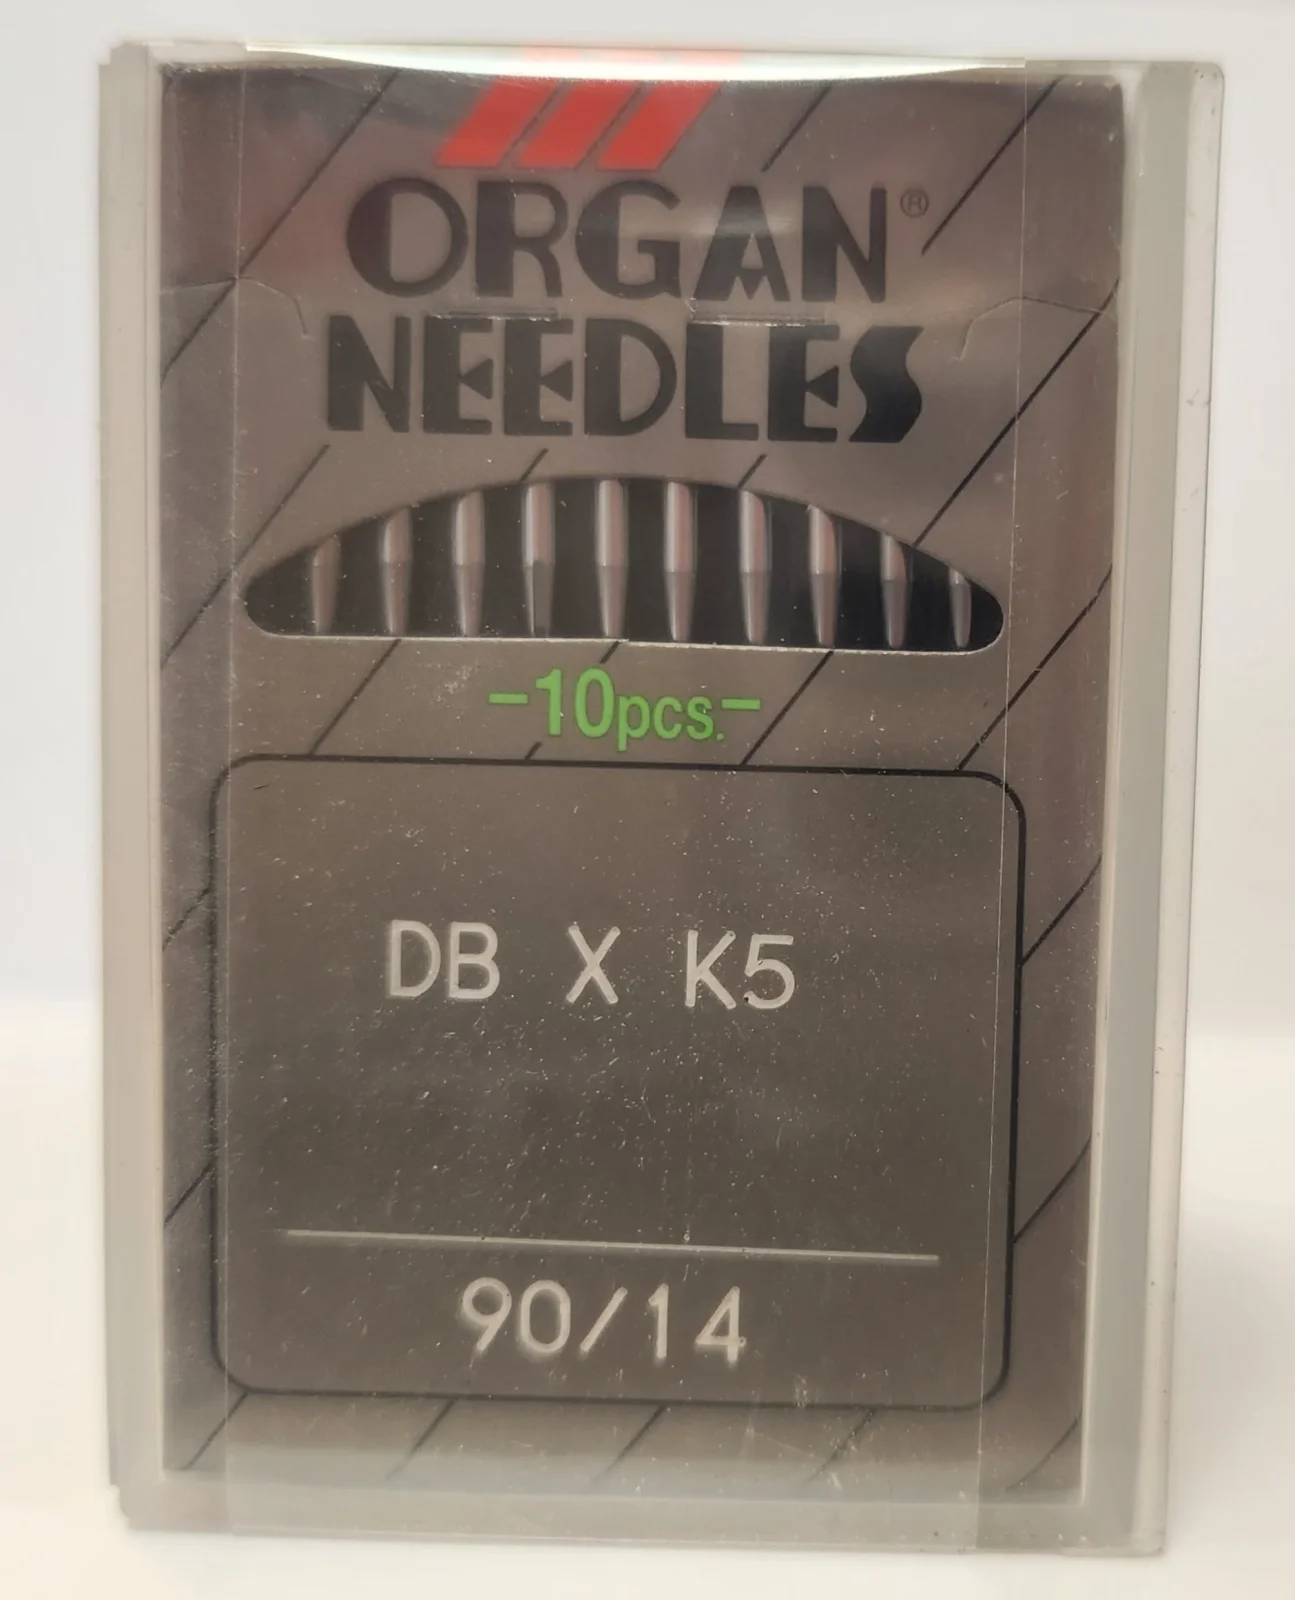 ORGAN®
NEEDLES
-10pcs.-
DB X K5
90/14